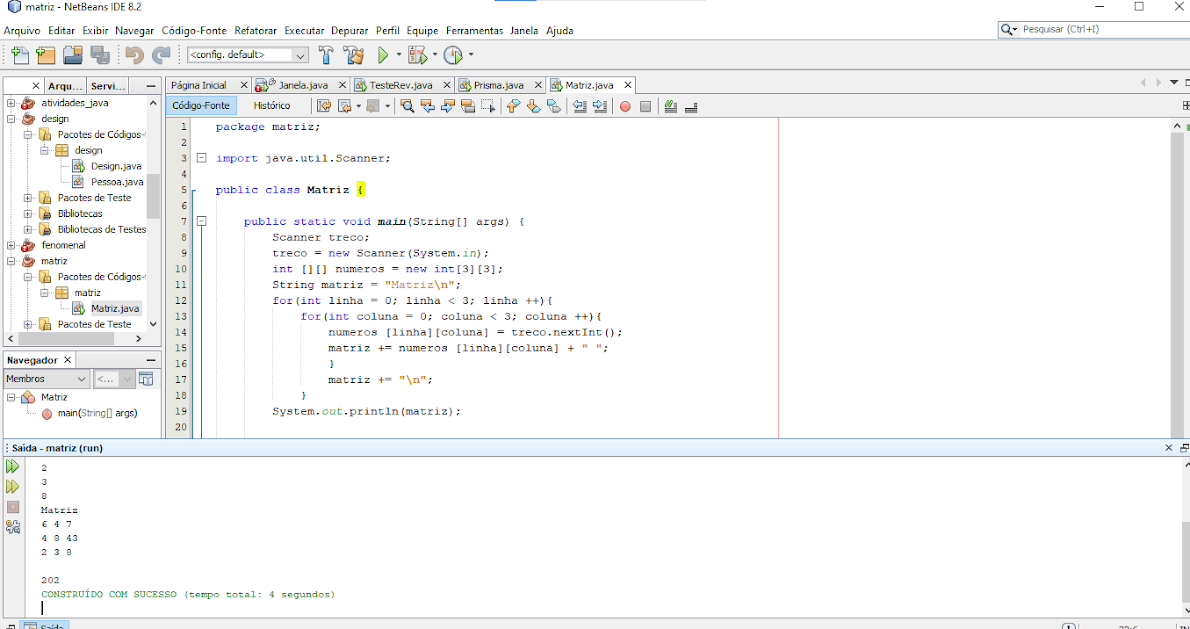 matriz - NetBeans IDE 8.2
Arquivo Editar Exibir Navegar Código-Fonte Refatorar Executar Depurar Perfil Equipe Ferramentas Janela Ajuda
Pesquisar (Ctrl+I)
<config. default>
Arqu... Servi...
Página Inicial Janela.java TesteRev.java Prisma.java Matriz.java
Código-Fonte Histórico
atividades_java
design
Pacotes de Códigos-
design
Design.java
Pessoa.java
Pacotes de Teste
Bibliotecas
Bibliotecas de Testes
fenomenal
matriz
Pacotes de Códigos-
matriz
Matriz.java
Pacotes de Teste
Navegador
Membros <...
Matriz
main(String[] args)
1 package matriz;
2
3 import java.util.Scanner;
4
5 public class Matriz {
6
7 public static void main(String[] args) {
8 Scanner treco;
9 treco = new Scanner(System.in);
10 int [][] numeros = new int[3][3];
11 String matriz = "Matriz\n";
12 for(int linha = 0; linha < 3; linha ++){
13 for(int coluna = 0; coluna < 3; coluna ++){
14 numeros [linha][coluna] = treco.nextInt();
15 matriz += numeros [linha][coluna] + " ";
16 }
17 matriz += "\n";
18 }
19 System.out.println(matriz);
20
Saída - matriz (run)
2
3
8
Matriz
6 4 7
4 8 43
2 3 8
202
CONSTRUÍDO COM SUCESSO (tempo total: 4 segundos)
Saída